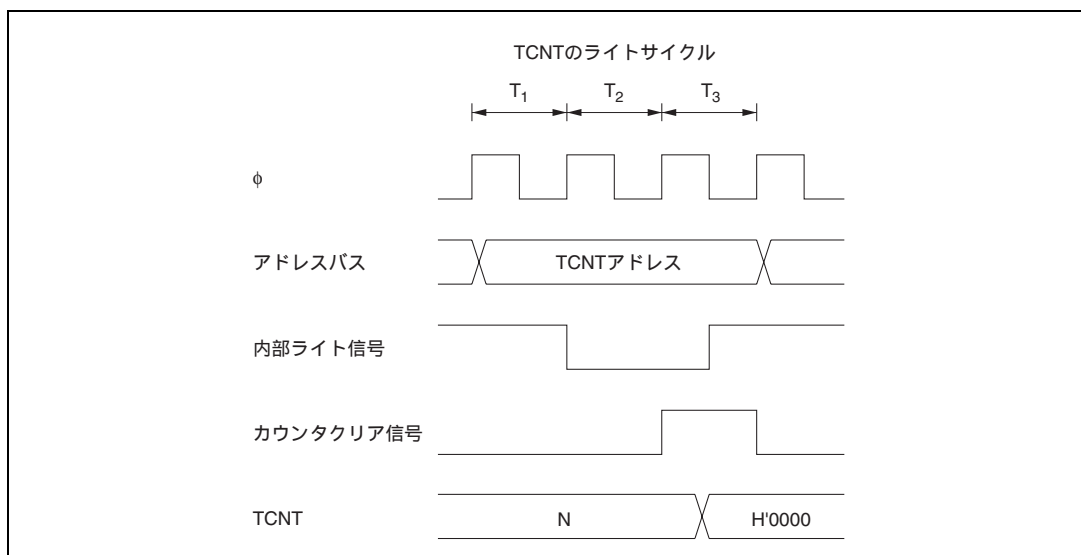 TCNTのライトサイクル
T1 T2 T3
φ
アドレスバス TCNTアドレス
内部ライト信号
カウンタクリア信号
TCNT N H'0000